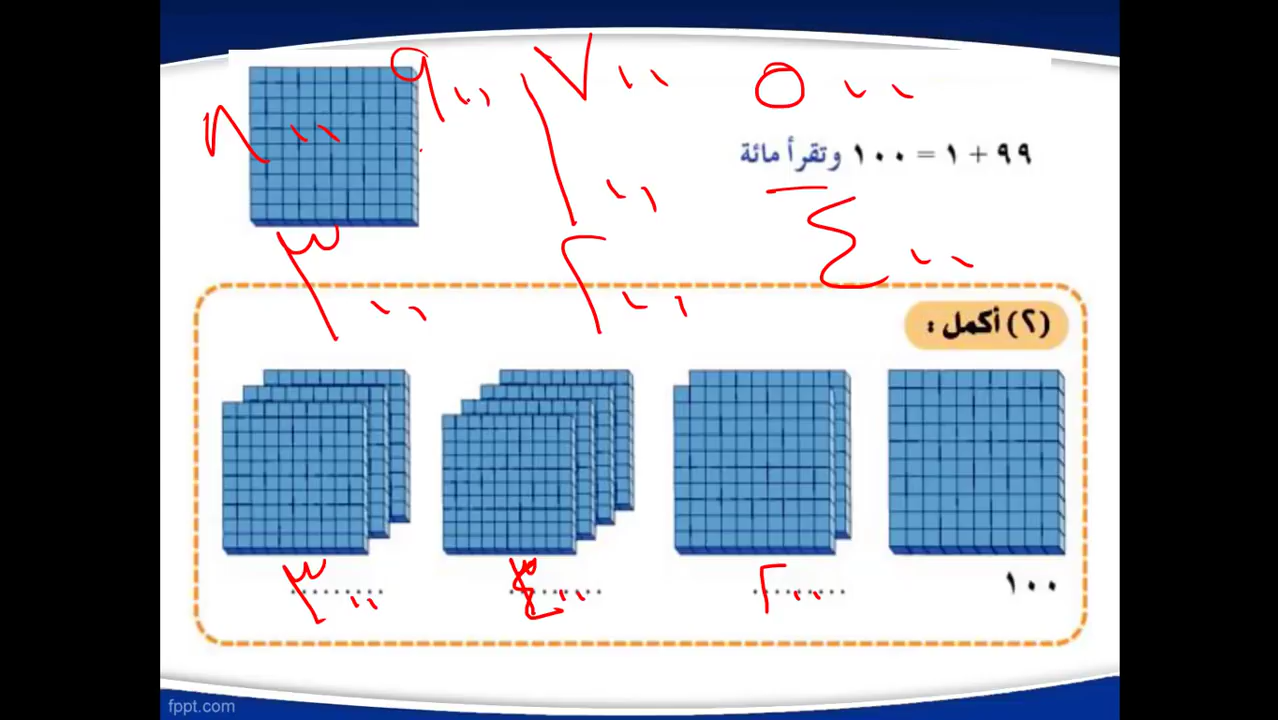 ٥٠٠ ٧٠٠ ٩٠٠
٩٩ + ١ = ١٠٠ وتقرأ مائة
١٠٠ ٨٠٠
٤٠٠ ٢٠٠ ٣٠٠
(٢) أكمل :
١٠٠ ٢٠٠ ٤٠٠ ٣٠٠
fppt.com